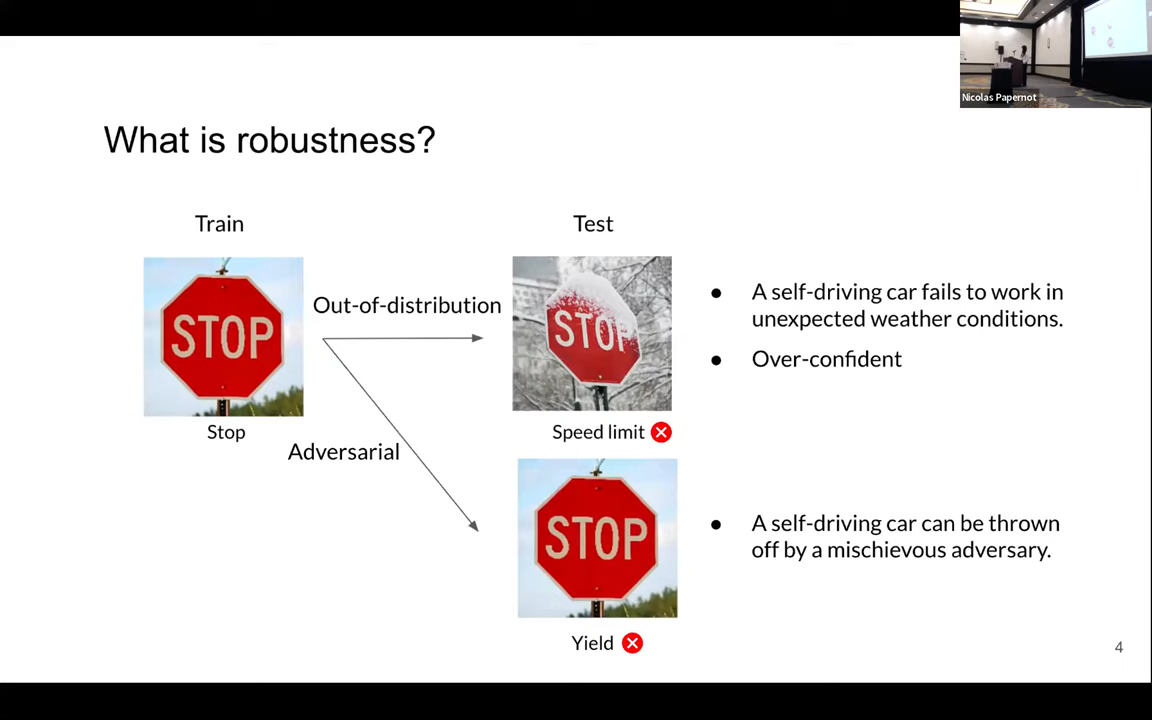 Nicolas Papernot
What is robustness?
Train
Test
STOP
Out-of-distribution
STOP
● A self-driving car fails to work in
unexpected weather conditions.
● Over-confident
Stop
Speed limit
Adversarial
STOP
● A self-driving car can be thrown
off by a mischievous adversary.
Yield
4